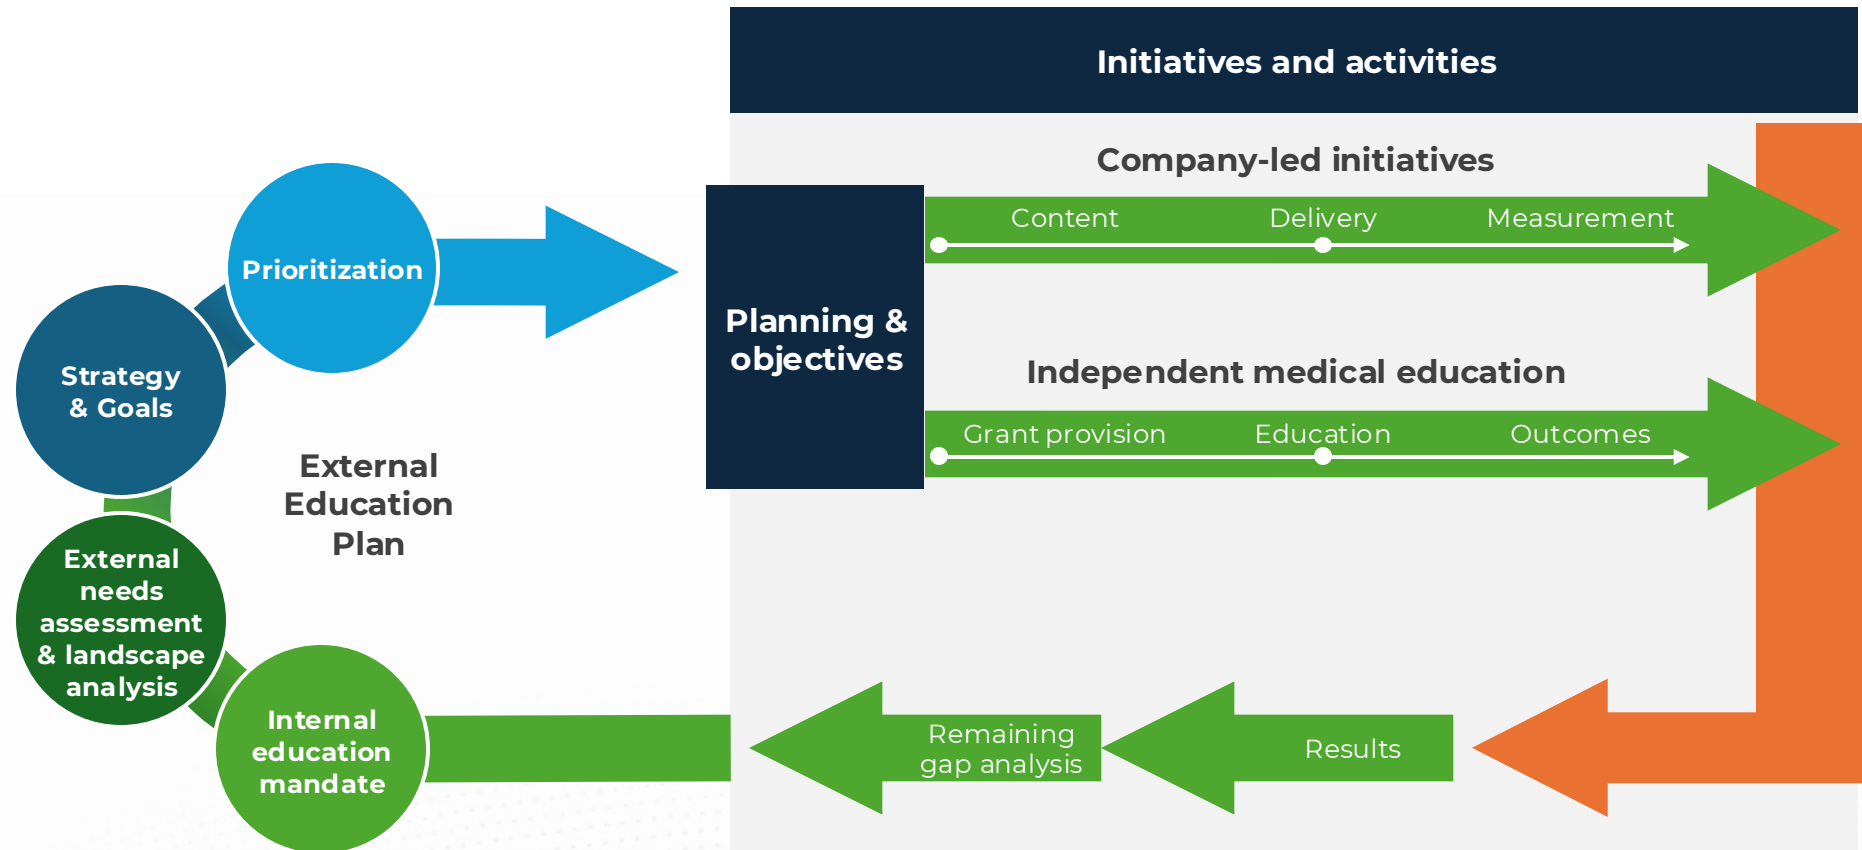 Initiatives and activities
Company-led initiatives
Content
Delivery
Measurement
Prioritization
Planning &
objectives
Strategy
& Goals
Independent medical education
Grant provision
Education
Outcomes
External
Education
Plan
External
needs
assessment
& landscape
analysis
Internal
education
mandate
Remaining
gap analysis
Results